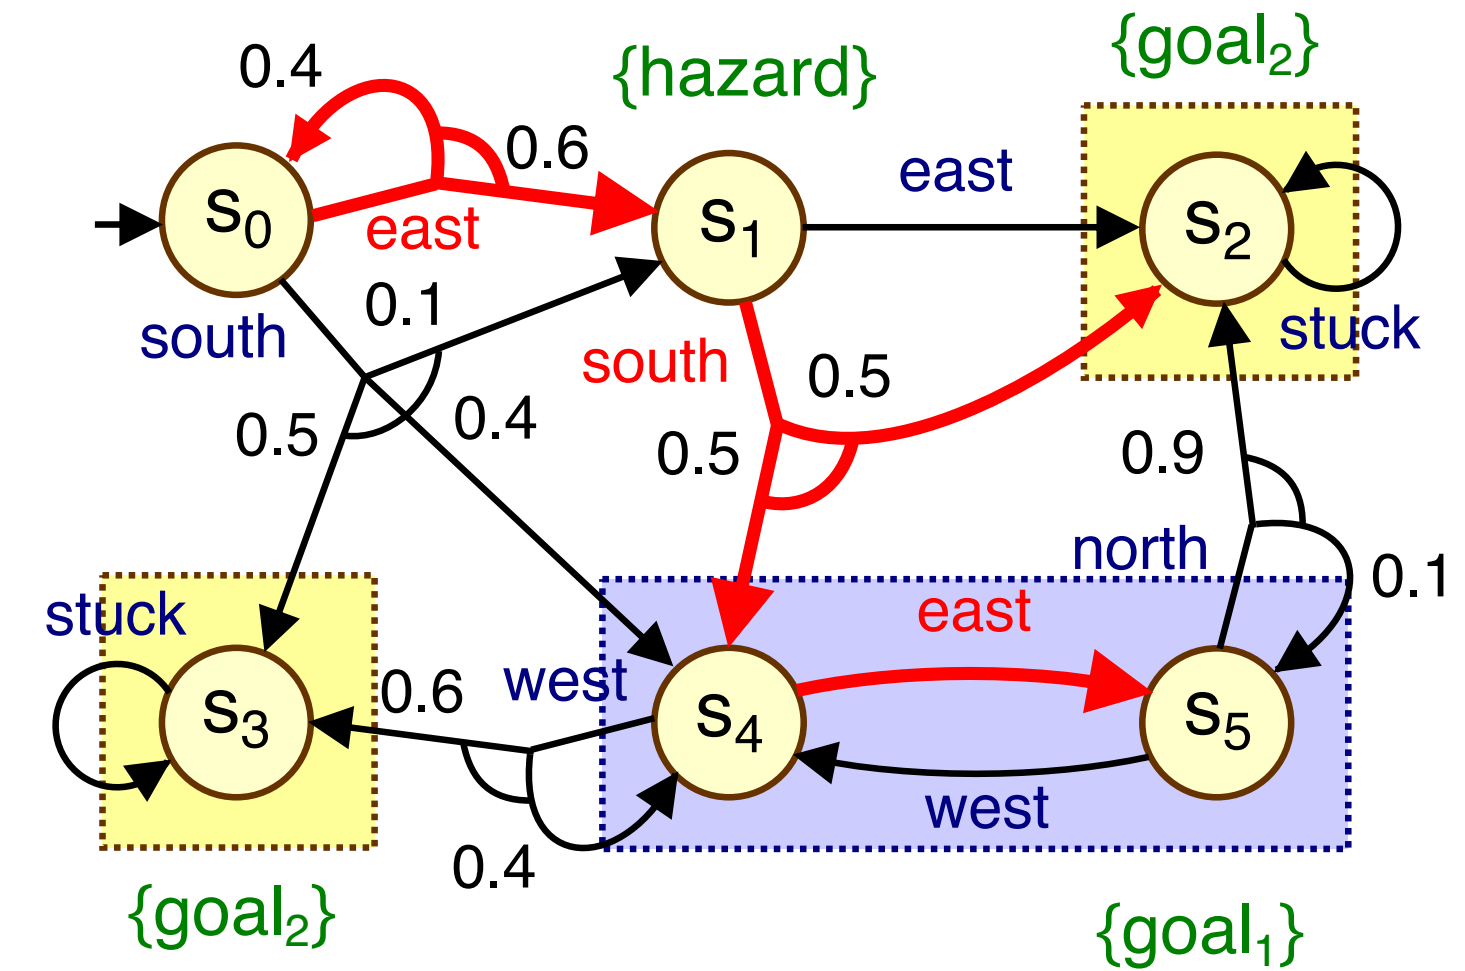 {goal₂}
{hazard}
0.4
0.6
east
s₀
s₁
s₂
east
0.1
south
stuck
south
0.5
0.5
0.4
0.5
0.9
north
0.1
stuck
east
west
0.6
s₃
s₄
s₅
west
0.4
{goal₂}
{goal₁}